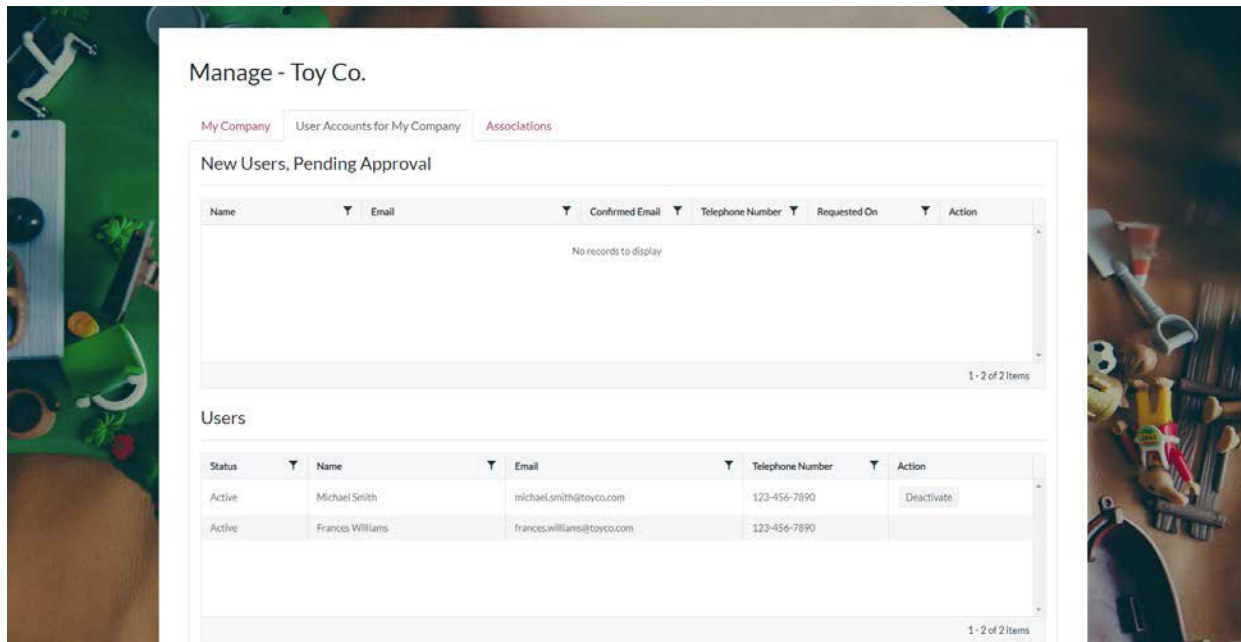 Manage - Toy Co.
My Company User Accounts for My Company Associations
New Users, Pending Approval
Name Email Confirmed Email Telephone Number Requested On Action
No records to display
1 - 2 of 2 items
Users
Status Name Email Telephone Number Action
Active Michael Smith michael.smith@toyco.com 123-456-7890 Deactivate
Active Frances Williams frances.williams@toyco.com 123-456-7890
1 - 2 of 2 items